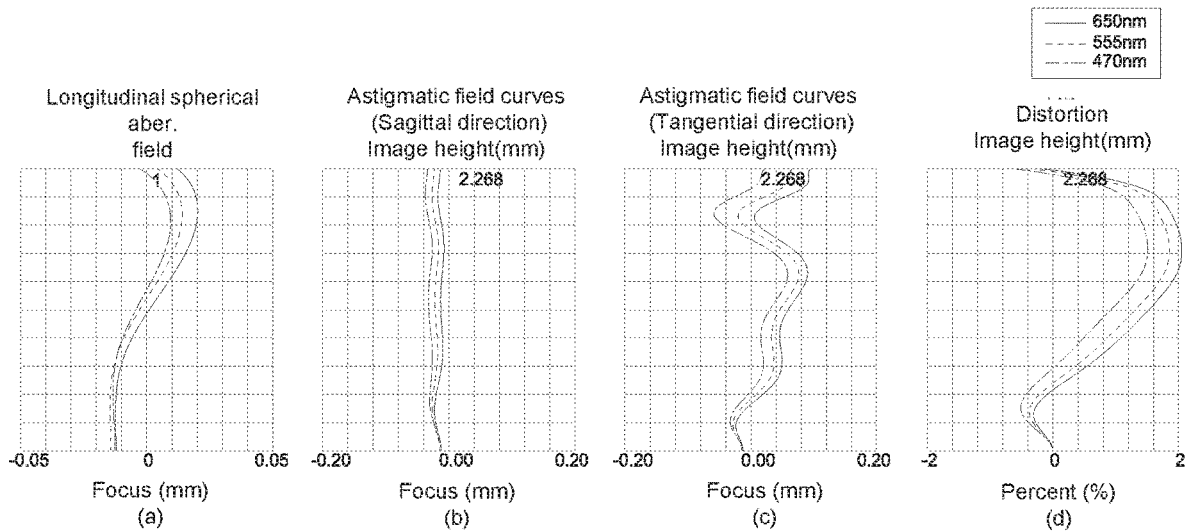 650nm
555nm
470nm
Longitudinal spherical
aber.
field
1
-0.05 0 0.05
Focus (mm)
(a)
Astigmatic field curves
(Sagittal direction)
Image height(mm)
2.268
-0.20 0.00 0.20
Focus (mm)
(b)
Astigmatic field curves
(Tangential direction)
Image height(mm)
2.268
-0.20 0.00 0.20
Focus (mm)
(c)
Distortion
Image height(mm)
2.268
-2 0 2
Percent (%)
(d)